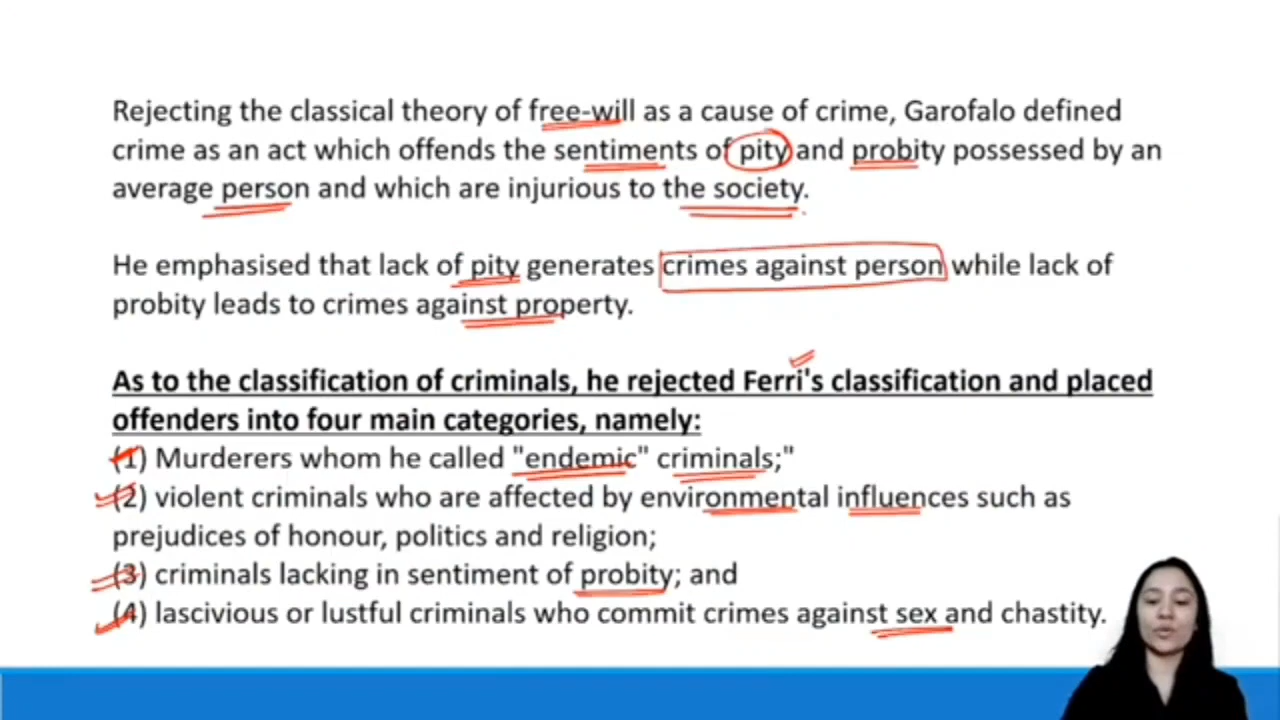 Rejecting the classical theory of free-will as a cause of crime, Garofalo defined
crime as an act which offends the sentiments of pity and probity possessed by an
average person and which are injurious to the society.
He emphasised that lack of pity generates crimes against person while lack of
probity leads to crimes against property.
As to the classification of criminals, he rejected Ferri's classification and placed
offenders into four main categories, namely:
(1) Murderers whom he called "endemic" criminals;"
(2) violent criminals who are affected by environmental influences such as
prejudices of honour, politics and religion;
(3) criminals lacking in sentiment of probity; and
(4) lascivious or lustful criminals who commit crimes against sex and chastity.